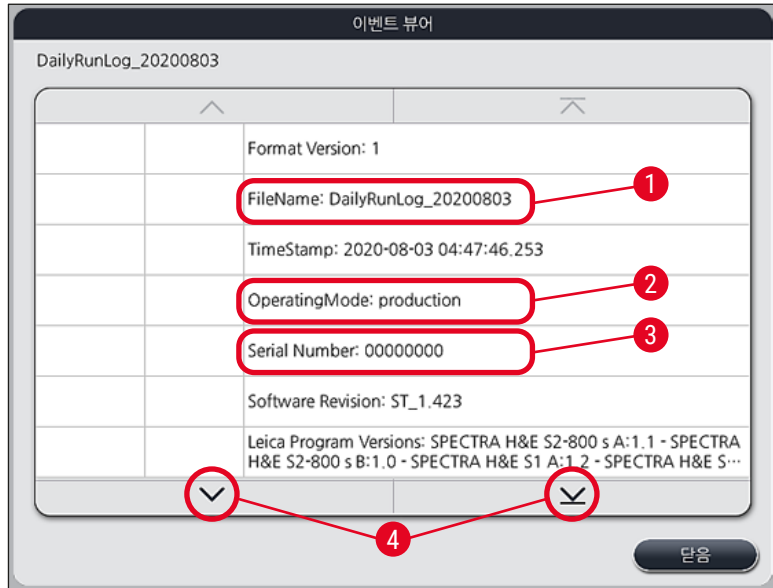 이벤트 뷰어
DailyRunLog_20200803
Format Version: 1
FileName: DailyRunLog_20200803
1
TimeStamp: 2020-08-03 04:47:46.253
OperatingMode: production
2
Serial Number: 00000000
3
Software Revision: ST_1.423
Leica Program Versions: SPECTRA H&E S2-800 s A:1.1 - SPECTRA
H&E S2-800 s B:1.0 - SPECTRA H&E S1 A:1.2 - SPECTRA H&E S⋯
4
닫음